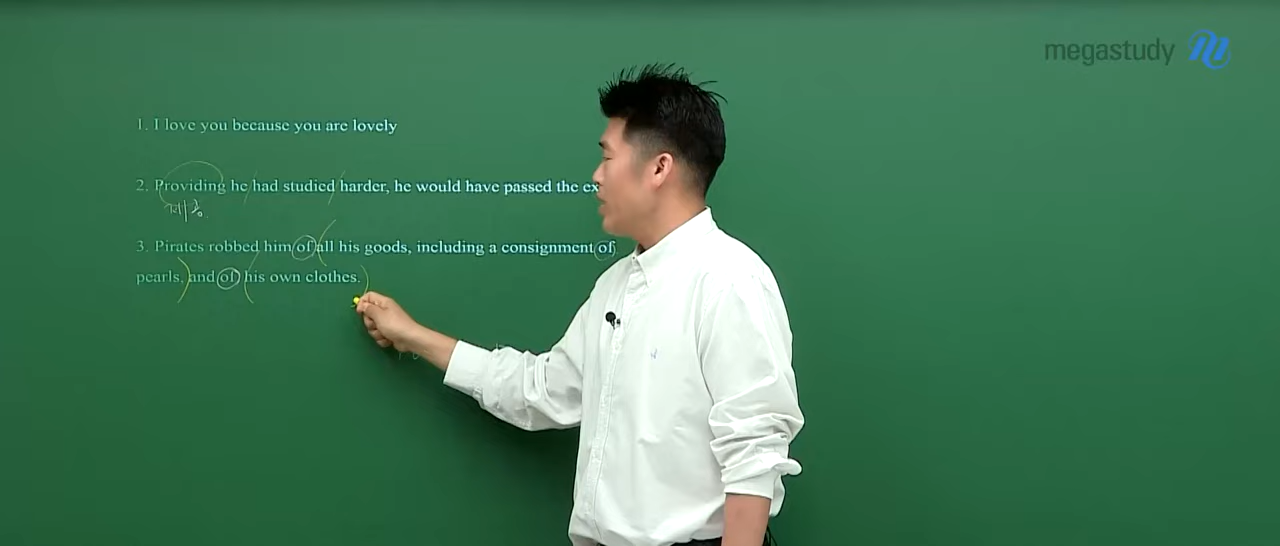 megastudy
1. I love you because you are lovely
2. Providing he had studied harder, he would have passed the
제공.
3. Pirates robbed him of all his goods, including a consignment of
pearls, and of his own clothes.